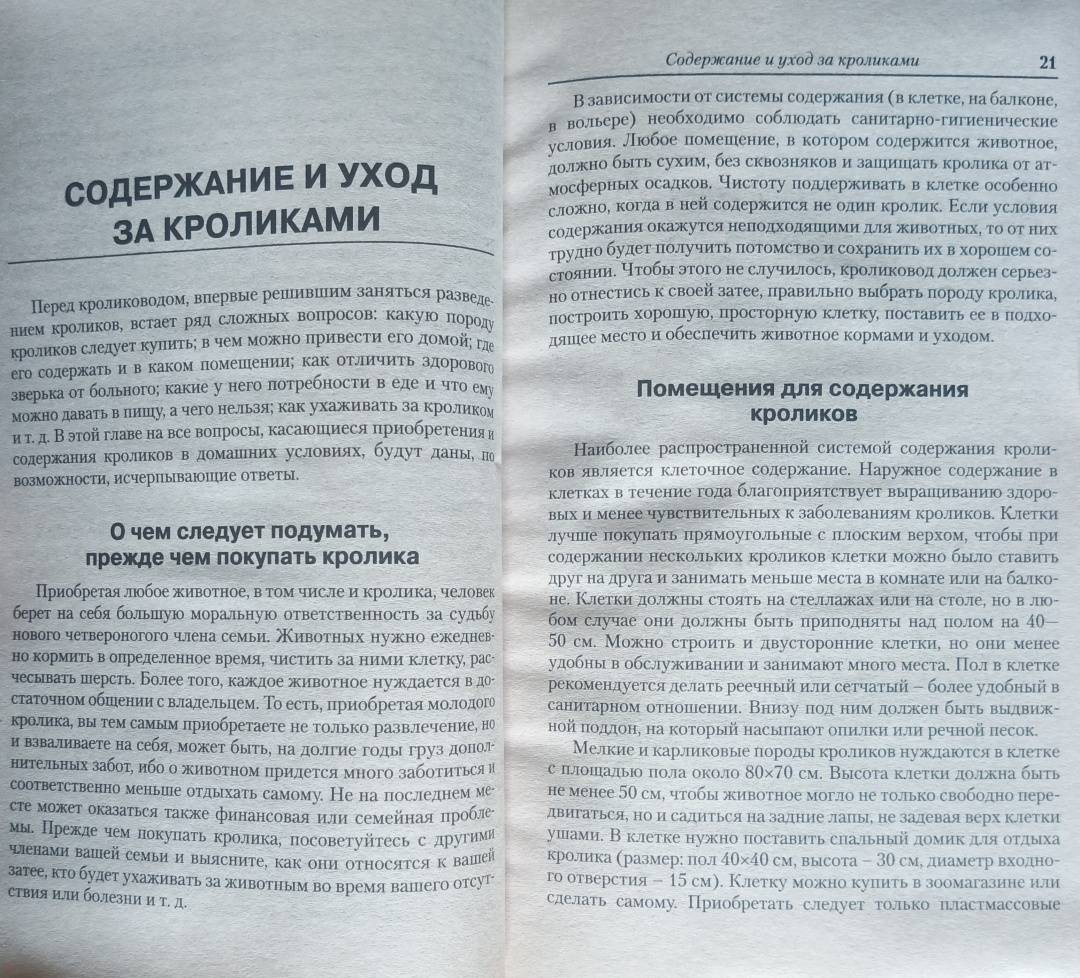 СОДЕРЖАНИЕ И УХОД
ЗА КРОЛИКАМИ
Перед кролиководом, впервые решившим заняться разведе-
нием кроликов, встает ряд сложных вопросов: какую породу
кроликов следует купить; в чем можно привести его домой; где
его содержать и в каком помещении; как отличить здорового
зверька от больного; какие у него потребности в еде и что ему
можно давать в пищу, а чего нельзя; как ухаживать за кроликом
и т. д. В этой главе на все вопросы, касающиеся приобретения и
содержания кроликов в домашних условиях, будут даны, по
возможности, исчерпывающие ответы.
О чем следует подумать,
прежде чем покупать кролика
Приобретая любое животное, в том числе и кролика, человек
берет на себя большую моральную ответственность за судьбу
нового четвероногого члена семьи. Животных нужно ежеднев-
но кормить в определенное время, чистить за ними клетку, рас-
чесывать шерсть. Более того, каждое животное нуждается в до-
статочном общении с владельцем. То есть, приобретая молодого
кролика, вы тем самым приобретаете не только развлечение, но
и взваливаете на себя, может быть, на долгие годы груз допол-
нительных забот, ибо о животном придется много заботиться и
соответственно меньше отдыхать самому. Не на последнем ме-
сте может оказаться также финансовая или семейная пробле-
мы. Прежде чем покупать кролика, посоветуйтесь с другими
членами вашей семьи и выясните, как они относятся к вашей
затее, кто будет ухаживать за животным во время вашего отсут-
ствия или болезни и т. д.
Содержание и уход за кроликами 21
В зависимости от системы содержания (в клетке, на балконе,
в вольере) необходимо соблюдать санитарно-гигиенические
условия. Любое помещение, в котором содержится животное,
должно быть сухим, без сквозняков и защищать кролика от ат-
мосферных осадков. Чистоту поддерживать в клетке особенно
сложно, когда в ней содержится не один кролик. Если условия
содержания окажутся неподходящими для животных, то от них
трудно будет получить потомство и сохранить их в хорошем со-
стоянии. Чтобы этого не случилось, кроликовод должен серьез-
но отнестись к своей затее, правильно выбрать породу кролика,
построить хорошую, просторную клетку, поставить ее в подхо-
дящее место и обеспечить животное кормами и уходом.
Помещения для содержания
кроликов
Наиболее распространенной системой содержания кроли-
ков является клеточное содержание. Наружное содержание в
клетках в течение года благоприятствует выращиванию здоро-
вых и менее чувствительных к заболеваниям кроликов. Клетки
лучше покупать прямоугольные с плоским верхом, чтобы при
содержании нескольких кроликов клетки можно было ставить
друг на друга и занимать меньше места в комнате или на балко-
не. Клетки должны стоять на стеллажах или на столе, но в лю-
бом случае они должны быть приподняты над полом на 40—
50 см. Можно строить и двусторонние клетки, но они менее
удобны в обслуживании и занимают много места. Пол в клетке
рекомендуется делать реечный или сетчатый – более удобный в
санитарном отношении. Внизу под ним должен быть выдвиж-
ной поддон, на который насыпают опилки или речной песок.
Мелкие и карликовые породы кроликов нуждаются в клетке
с площадью пола около 80×70 см. Высота клетки должна быть
не менее 50 см, чтобы животное могло не только свободно пере-
двигаться, но и садиться на задние лапы, не задевая верх клетки
ушами. В клетке нужно поставить спальный домик для отдыха
кролика (размер: пол 40×40 см, высота – 30 см, диаметр входно-
го отверстия – 15 см). Клетку можно купить в зоомагазине или
сделать самому. Приобретать следует только пластмассовые